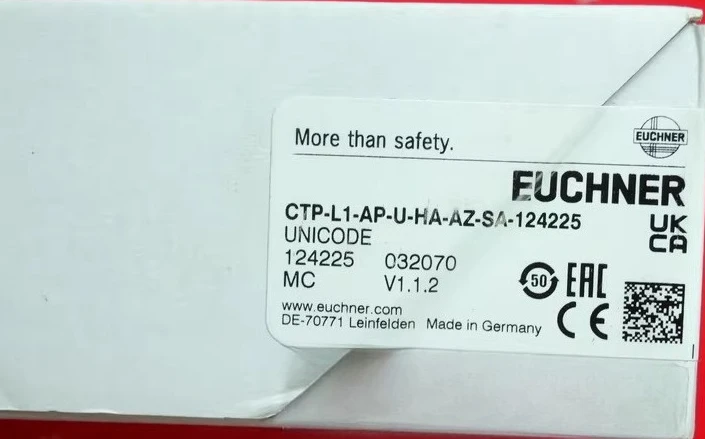 More than safety.
EUCHNER
EUCHNER
CTP-L1-AP-U-HA-AZ-SA-124225
UNICODE
124225 032070
MC V1.1.2
UK
CA
50
EAC
CE
www.euchner.com
DE-70771 Leinfelden Made in Germany